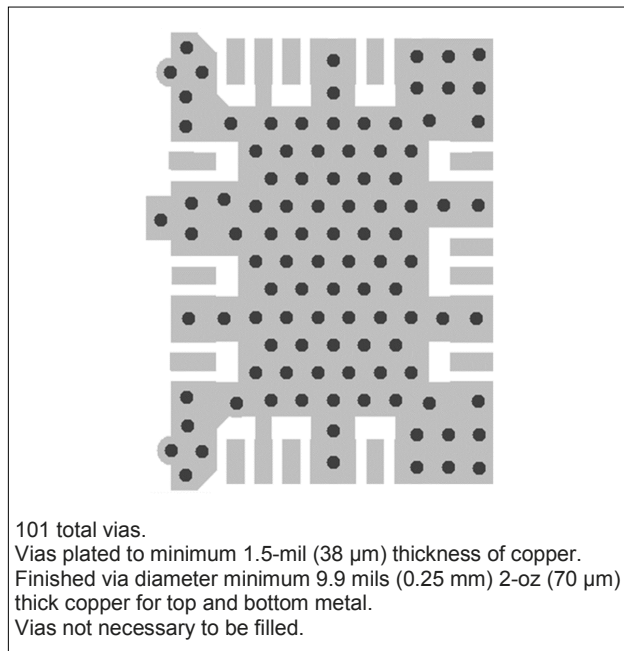 101 total vias.
Vias plated to minimum 1.5-mil (38 µm) thickness of copper.
Finished via diameter minimum 9.9 mils (0.25 mm) 2-oz (70 µm)
thick copper for top and bottom metal.
Vias not necessary to be filled.